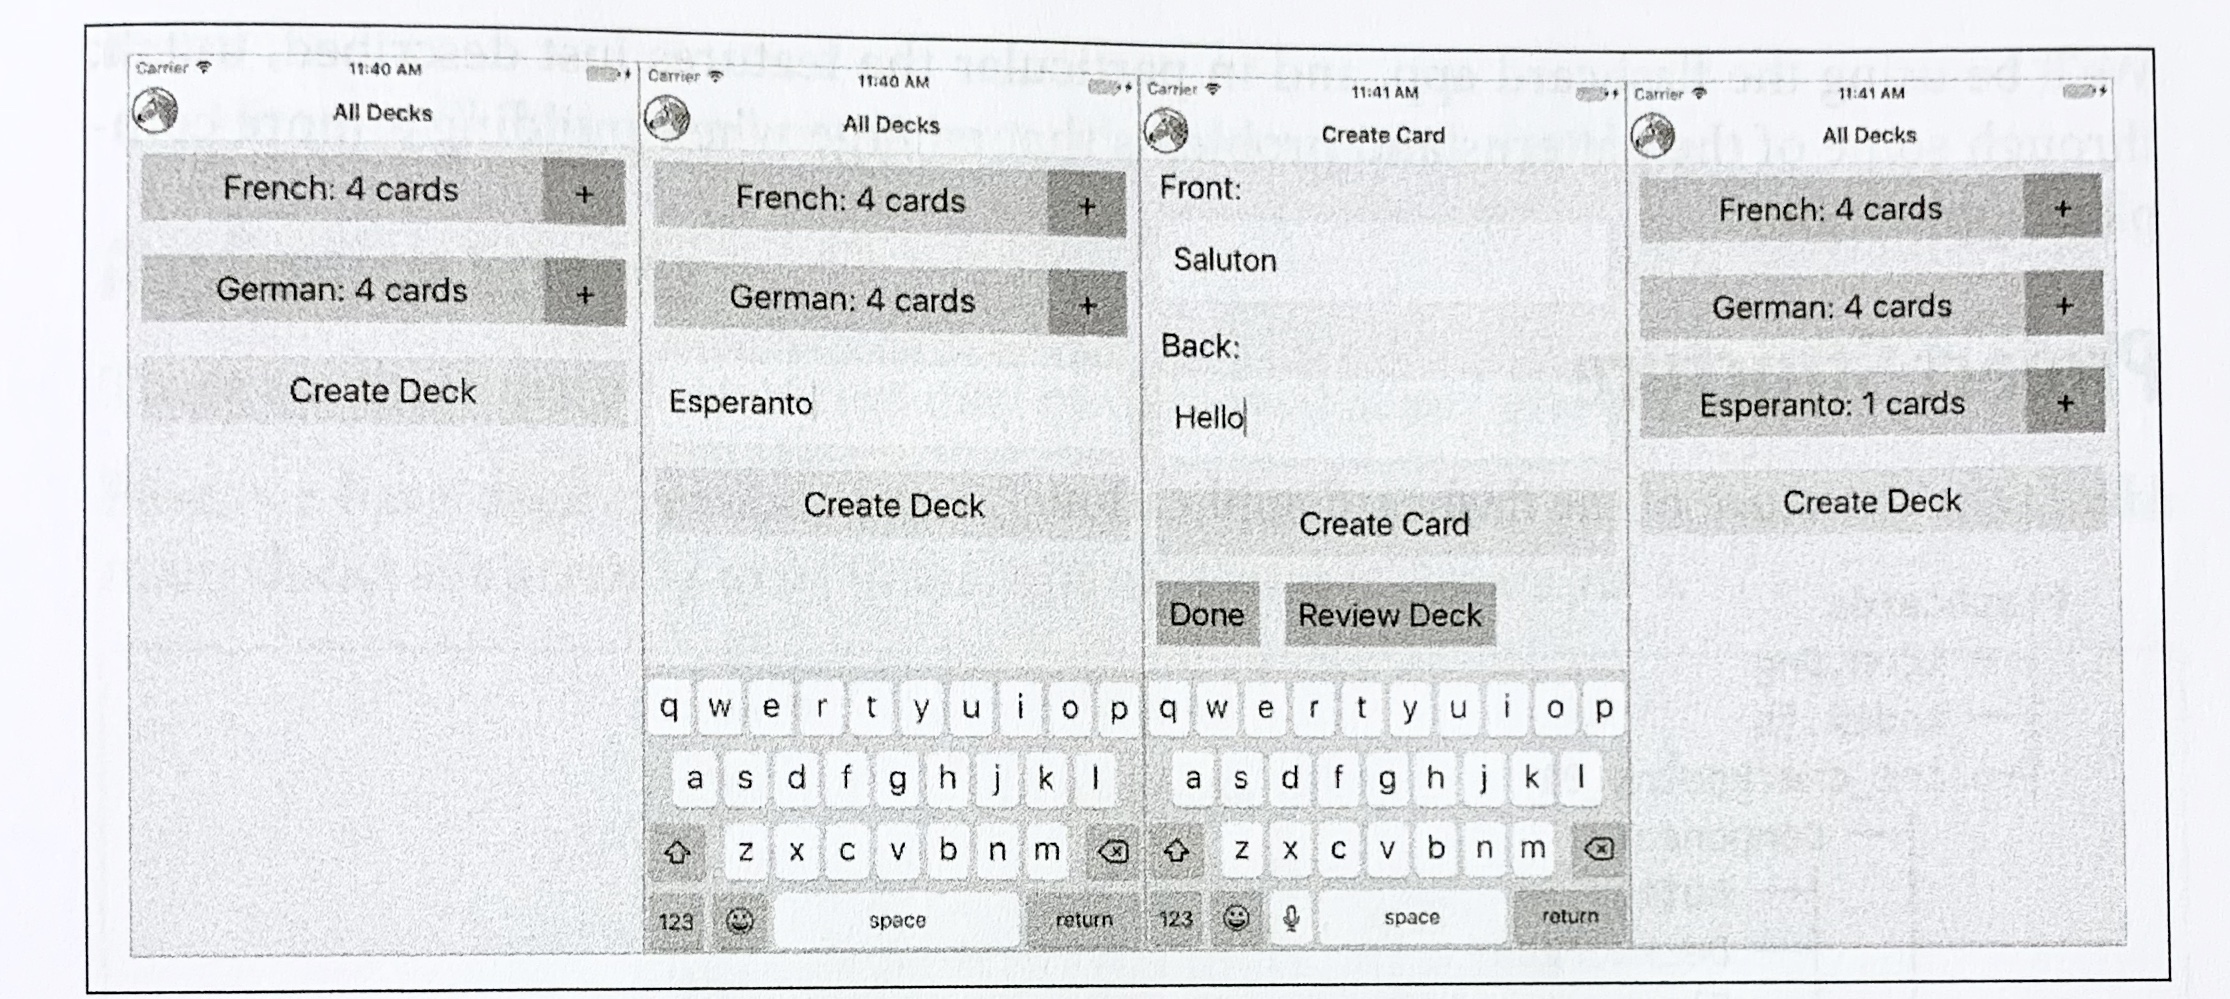 Carrier 11:40 AM
All Decks
French: 4 cards +
German: 4 cards +
Create Deck
Carrier 11:40 AM
All Decks
French: 4 cards +
German: 4 cards +
Esperanto
Create Deck
q w e r t y u i o p
a s d f g h j k l
z x c v b n m
123 space return
Carrier 11:41 AM
Create Card
Front:
Saluton
Back:
Hello
Create Card
Done Review Deck
q w e r t y u i o p
a s d f g h j k l
z x c v b n m
123 space return
Carrier 11:41 AM
All Decks
French: 4 cards +
German: 4 cards +
Esperanto: 1 cards +
Create Deck